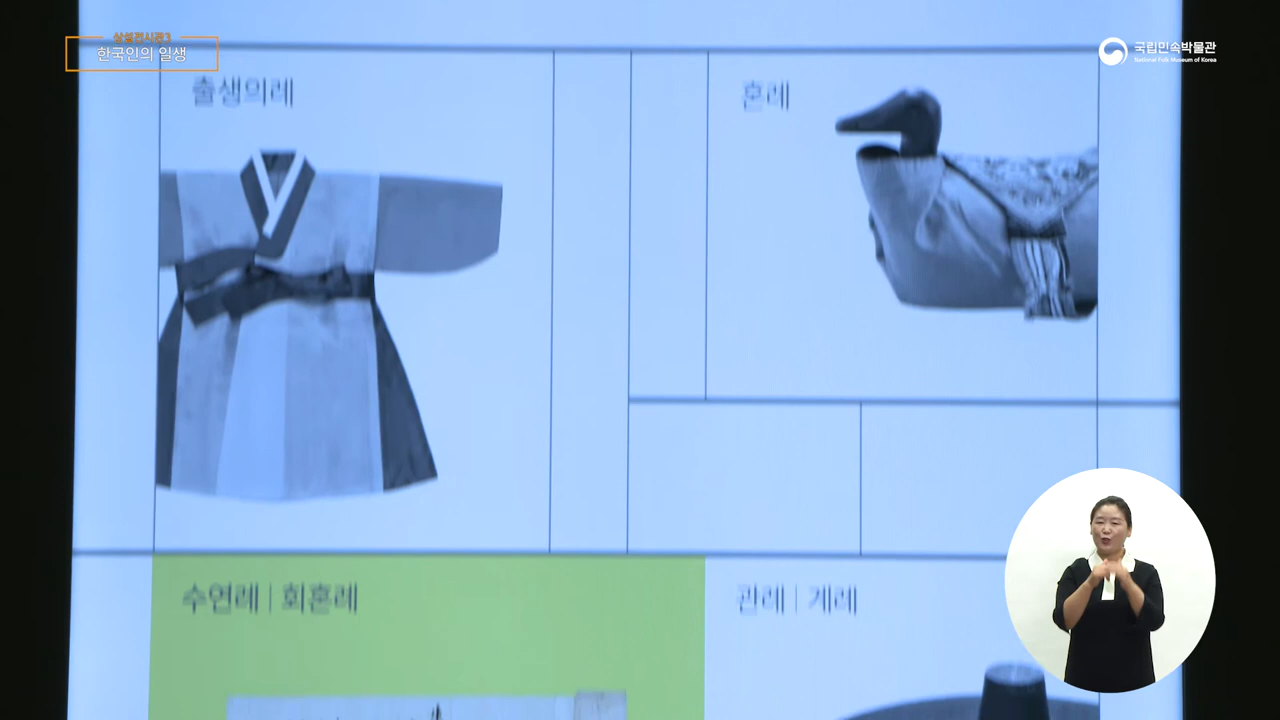 상설전시관3
한국인의 일생
국립민속박물관
National Folk Museum of Korea
출생의례
혼례
수연례 | 회혼례
관례 | 계례